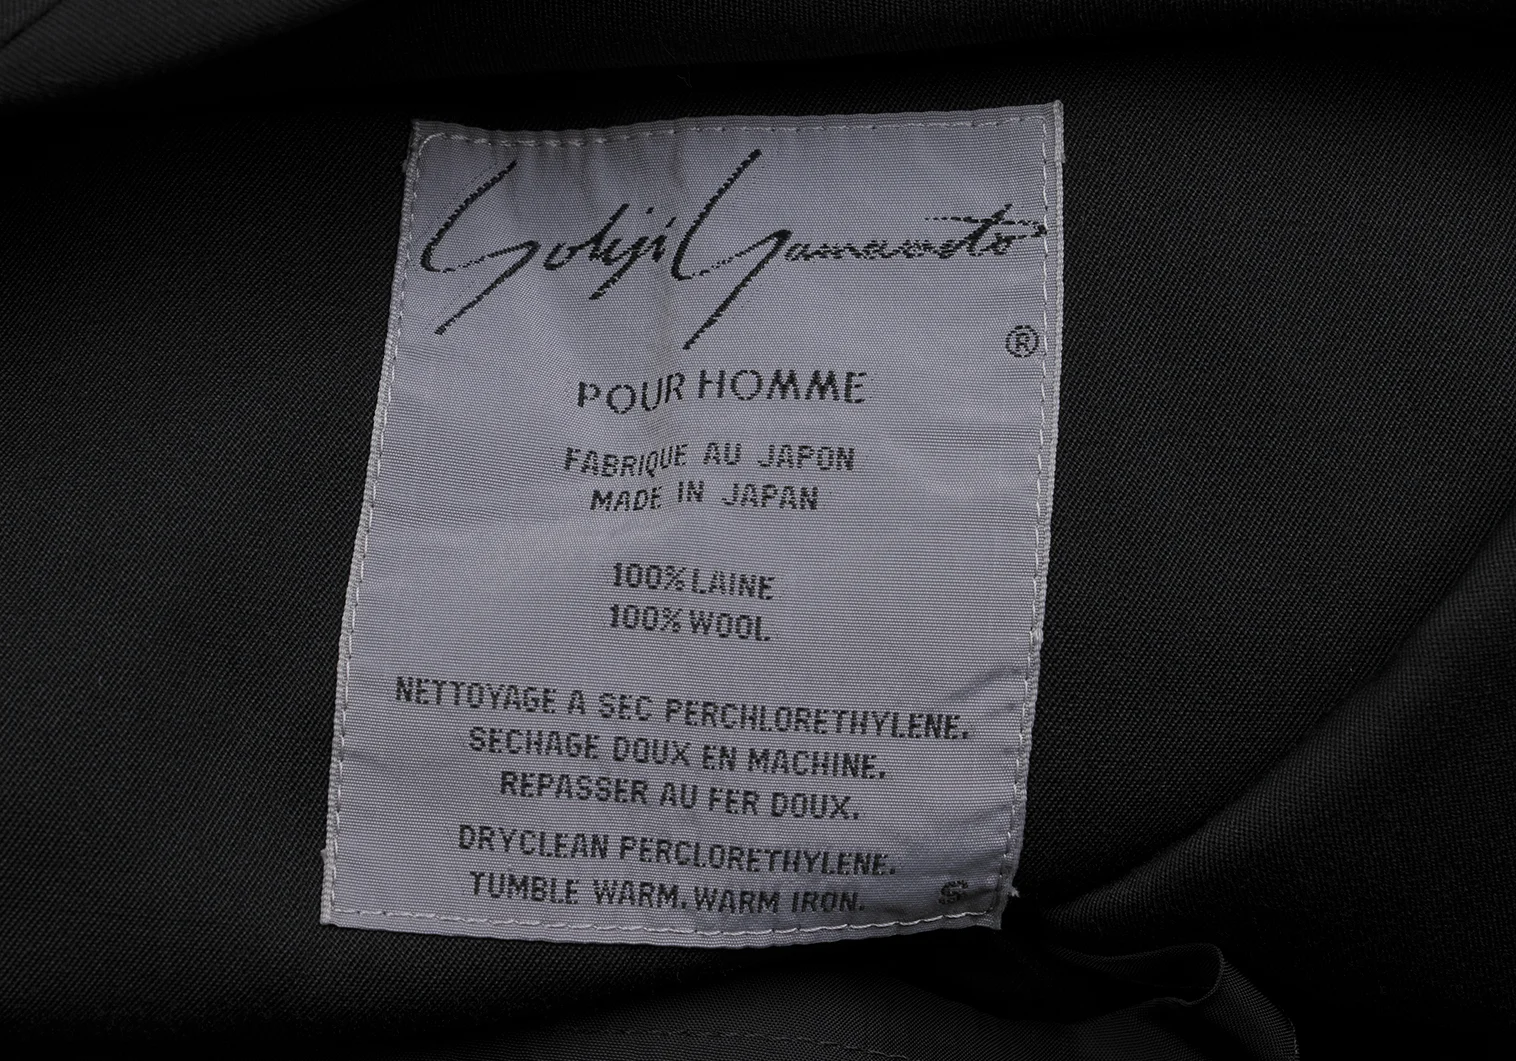 Yohji Yamamoto
®
POUR HOMME
FABRIQUE AU JAPON
MADE IN JAPAN
100% LAINE
100% WOOL
NETTOYAGE A SEC PERCHLORETHYLENE.
SECHAGE DOUX EN MACHINE.
REPASSER AU FER DOUX.
DRYCLEAN PERCLORETHYLENE.
TUMBLE WARM. WARM IRON. S